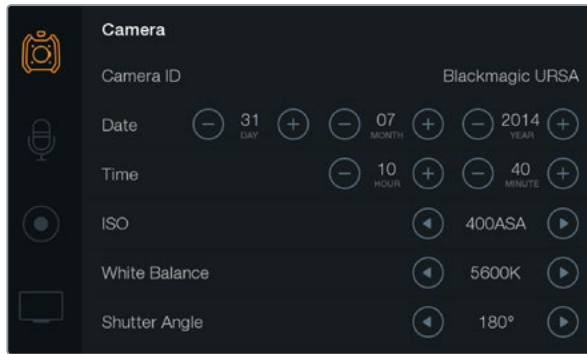 Camera
Camera ID Blackmagic URSA
Date 31 DAY 07 MONTH 2014 YEAR
Time 10 HOUR 40 MINUTE
ISO 400ASA
White Balance 5600K
Shutter Angle 180°